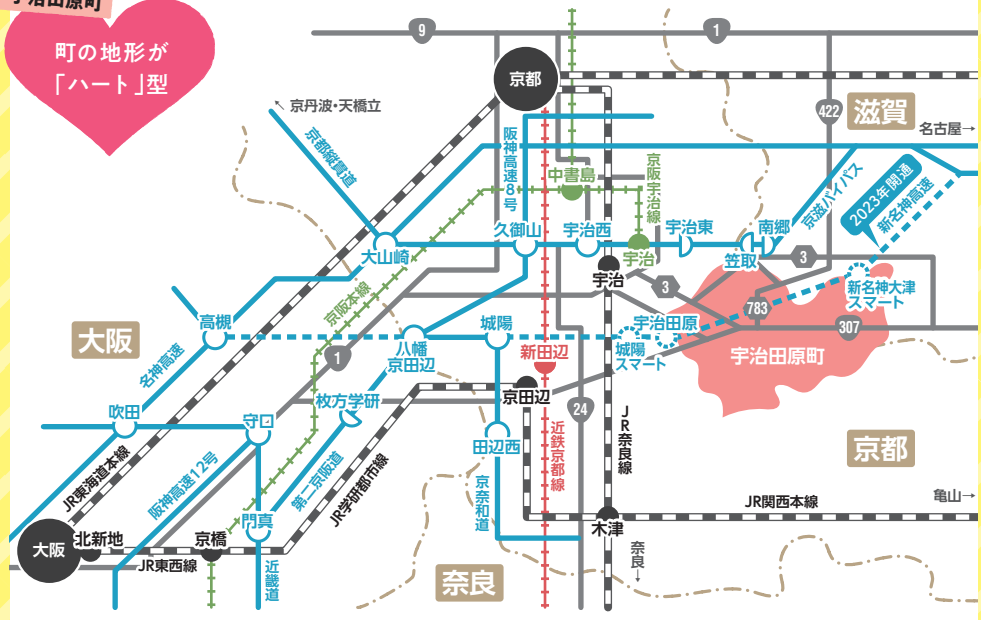 宇治田原町
町の地形が
「ハート」型
9
1
京都
422
滋賀
名古屋→
↖ 京丹波・天橋立
京都縦貫道
阪神高速8号
中書島
京阪宇治線
京滋バイパス
2023年開通
新名神高速
大山崎
久御山
宇治西
宇治
宇治東
笠取
南郷
3
宇治
3
783
307
新名神大津
スマート
宇治田原
宇治田原町
城陽
スマート
大阪
高槻
名神高速
京阪本線
1
八幡
京田辺
城陽
新田辺
京田辺
24
吹田
守口
枚方学研
田辺西
近鉄京都線
JR奈良線
京都
JR東海道本線
阪神高速12号
第二京阪道
JR学研都市線
京奈和道
亀山→
JR関西本線
木津
門真
大阪
北新地
京橋
JR東西線
近畿道
奈良
奈良→